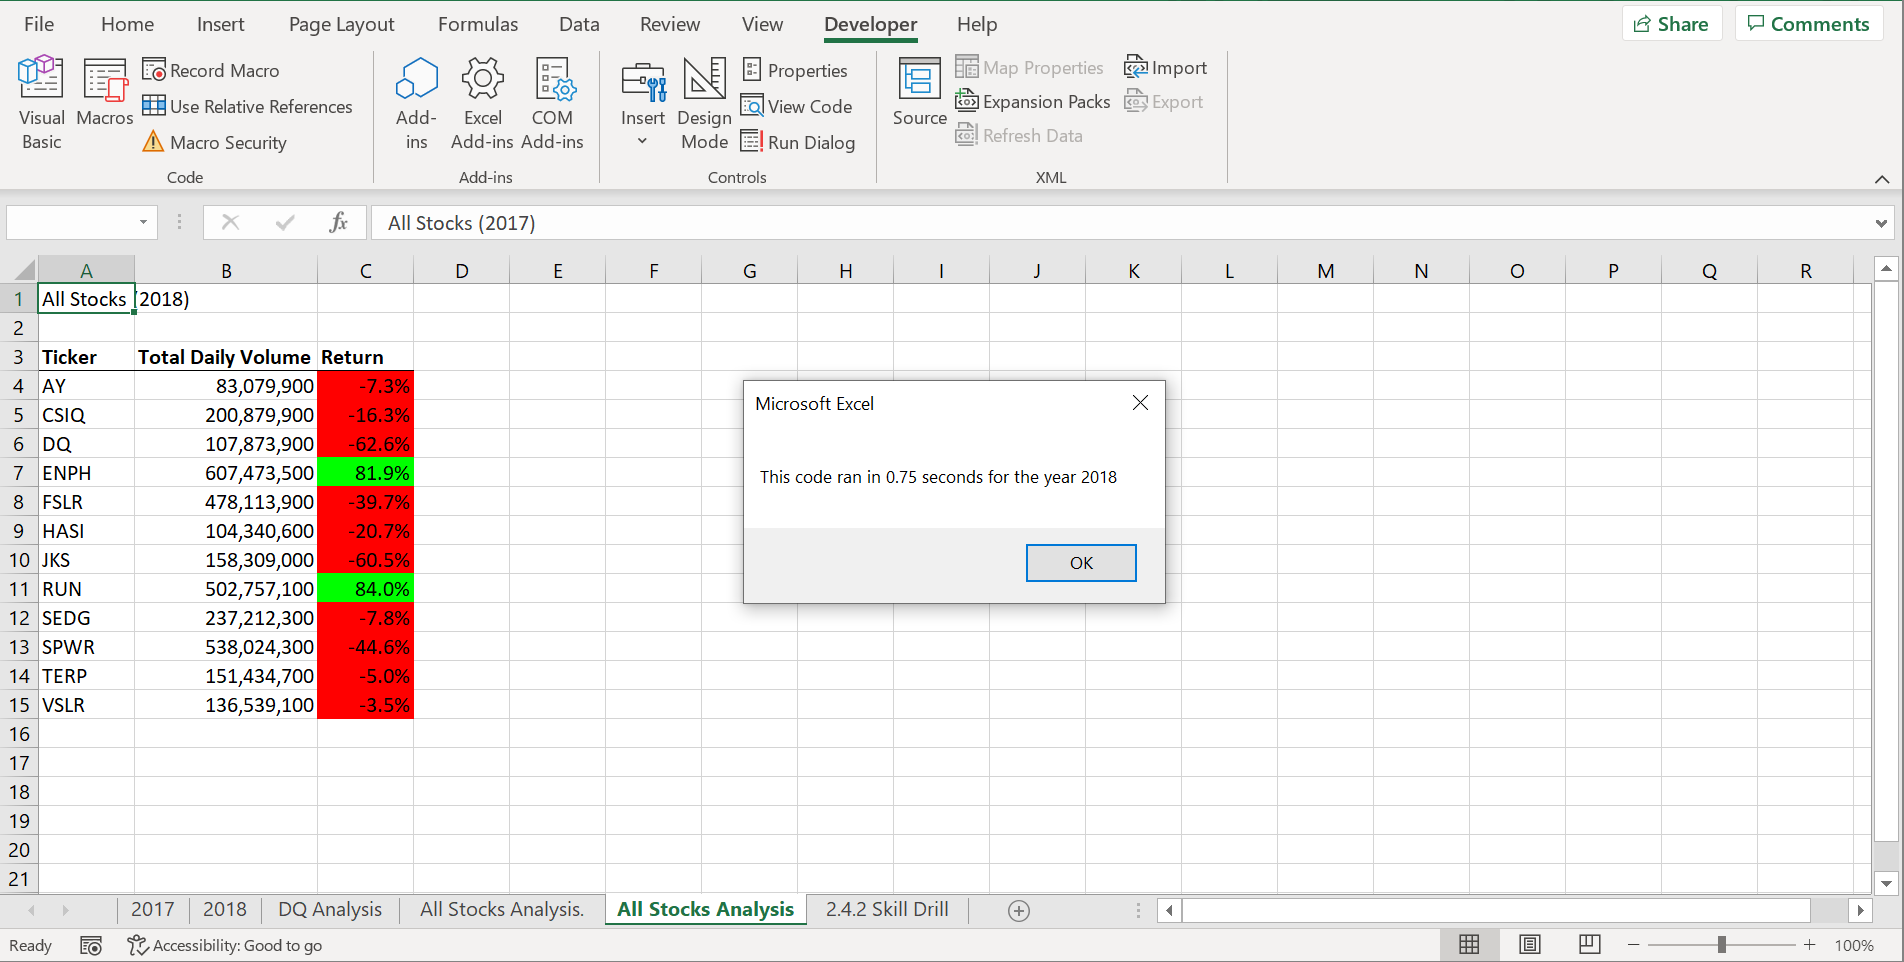 File Home Insert Page Layout Formulas Data Review View Developer Help Share Comments
Visual Basic
Macros
Record Macro
Use Relative References
Macro Security
Code
Add-ins
Excel Add-ins
COM Add-ins
Add-ins
Insert
Design Mode
Properties
View Code
Run Dialog
Controls
Source
Map Properties
Expansion Packs
Refresh Data
Import
Export
XML
fx All Stocks (2017)
A B C D E F G H I J K L M N O P Q R
1 All Stocks (2018)
2
3 Ticker Total Daily Volume Return
4 AY 83,079,900 -7.3%
5 CSIQ 200,879,900 -16.3%
6 DQ 107,873,900 -62.6%
7 ENPH 607,473,500 81.9%
8 FSLR 478,113,900 -39.7%
9 HASI 104,340,600 -20.7%
10 JKS 158,309,000 -60.5%
11 RUN 502,757,100 84.0%
12 SEDG 237,212,300 -7.8%
13 SPWR 538,024,300 -44.6%
14 TERP 151,434,700 -5.0%
15 VSLR 136,539,100 -3.5%
16
17
18
19
20
21
Microsoft Excel
This code ran in 0.75 seconds for the year 2018
OK
2017 2018 DQ Analysis All Stocks Analysis. All Stocks Analysis 2.4.2 Skill Drill
Ready Accessibility: Good to go 100%